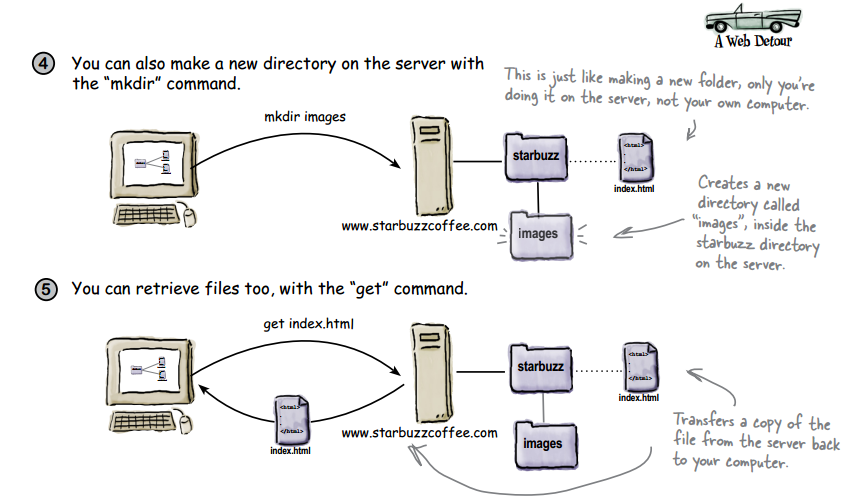 A Web Detour
4 You can also make a new directory on the server with
the “mkdir” command.
This is just like making a new folder, only you're
doing it on the server, not your own computer.
mkdir images
starbuzz
<html>
.
.
</html>
index.html
www.starbuzzcoffee.com
images
Creates a new
directory called
“images”, inside the
starbuzz directory
on the server.
5 You can retrieve files too, with the “get” command.
get index.html
starbuzz
<html>
.
.
</html>
index.html
<html>
.
.
</html>
index.html
www.starbuzzcoffee.com
images
Transfers a copy of the
file from the server back
to your computer.